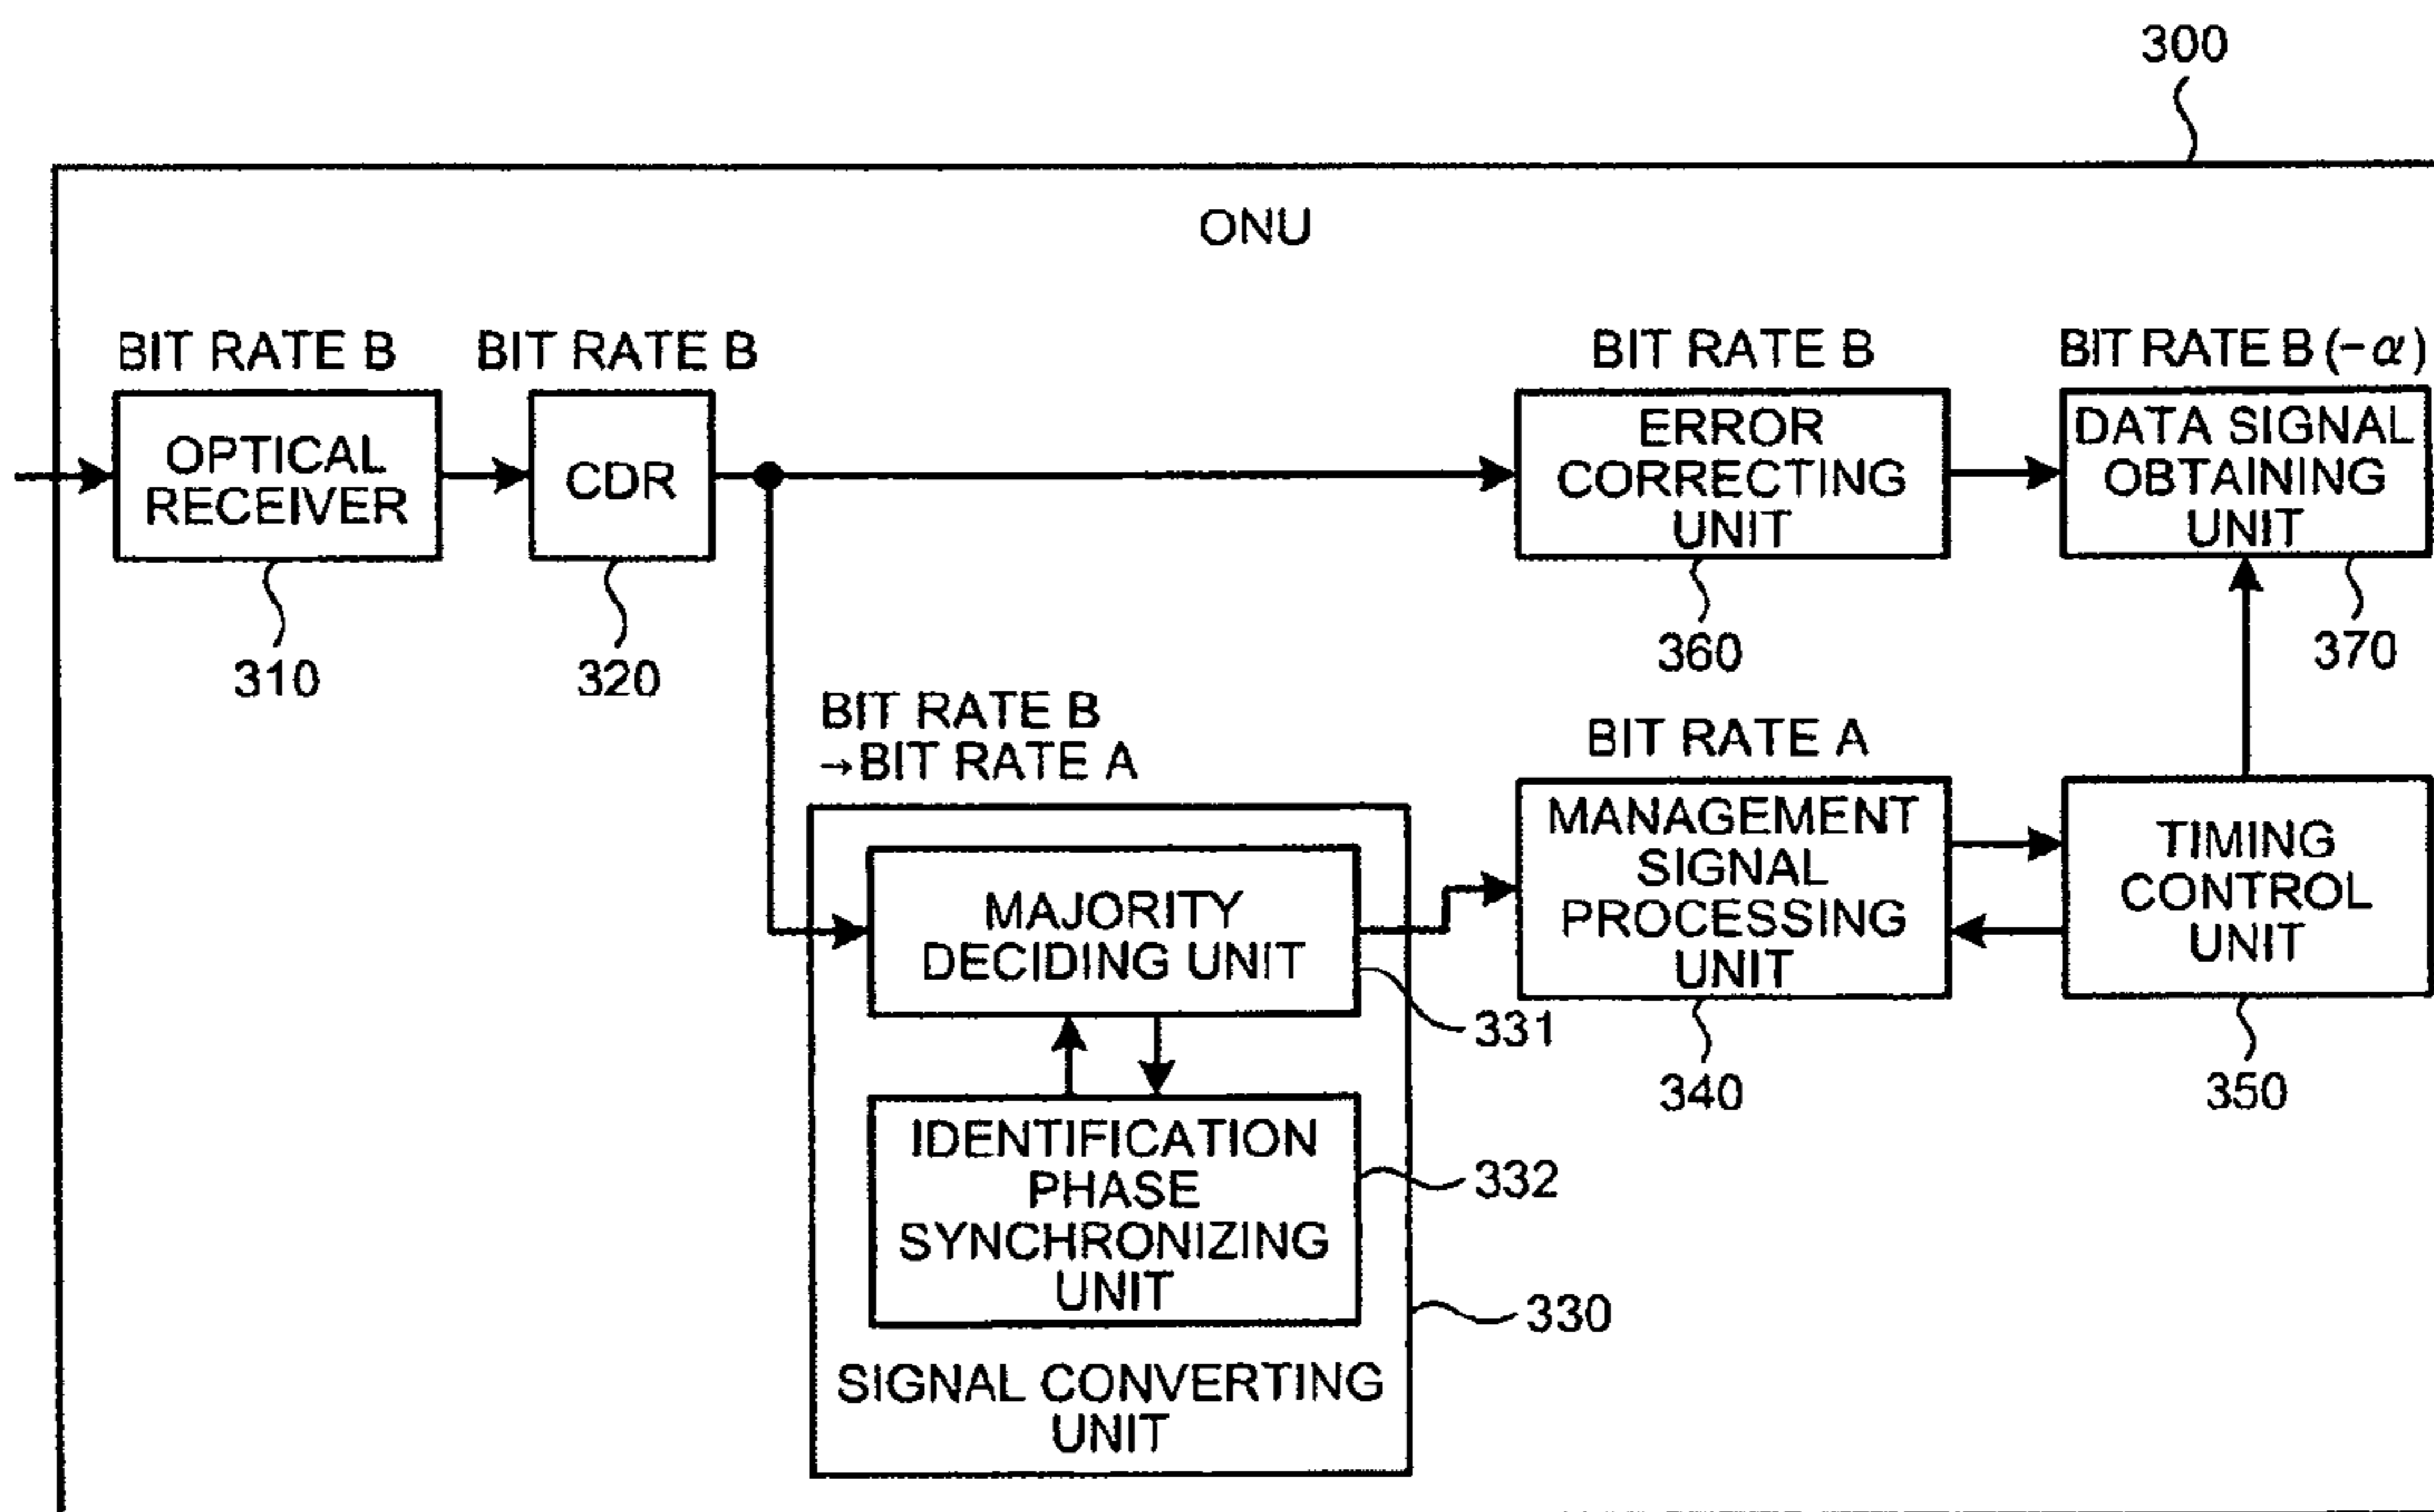 300
ONU
BIT RATE B
OPTICAL
RECEIVER
310
BIT RATE B
CDR
320
BIT RATE B
ERROR
CORRECTING
UNIT
360
BIT RATE B (-α)
DATA SIGNAL
OBTAINING
UNIT
370
BIT RATE B
→BIT RATE A
MAJORITY
DECIDING UNIT
331
IDENTIFICATION
PHASE
SYNCHRONIZING
UNIT
332
330
SIGNAL CONVERTING
UNIT
BIT RATE A
MANAGEMENT
SIGNAL
PROCESSING
UNIT
340
TIMING
CONTROL
UNIT
350